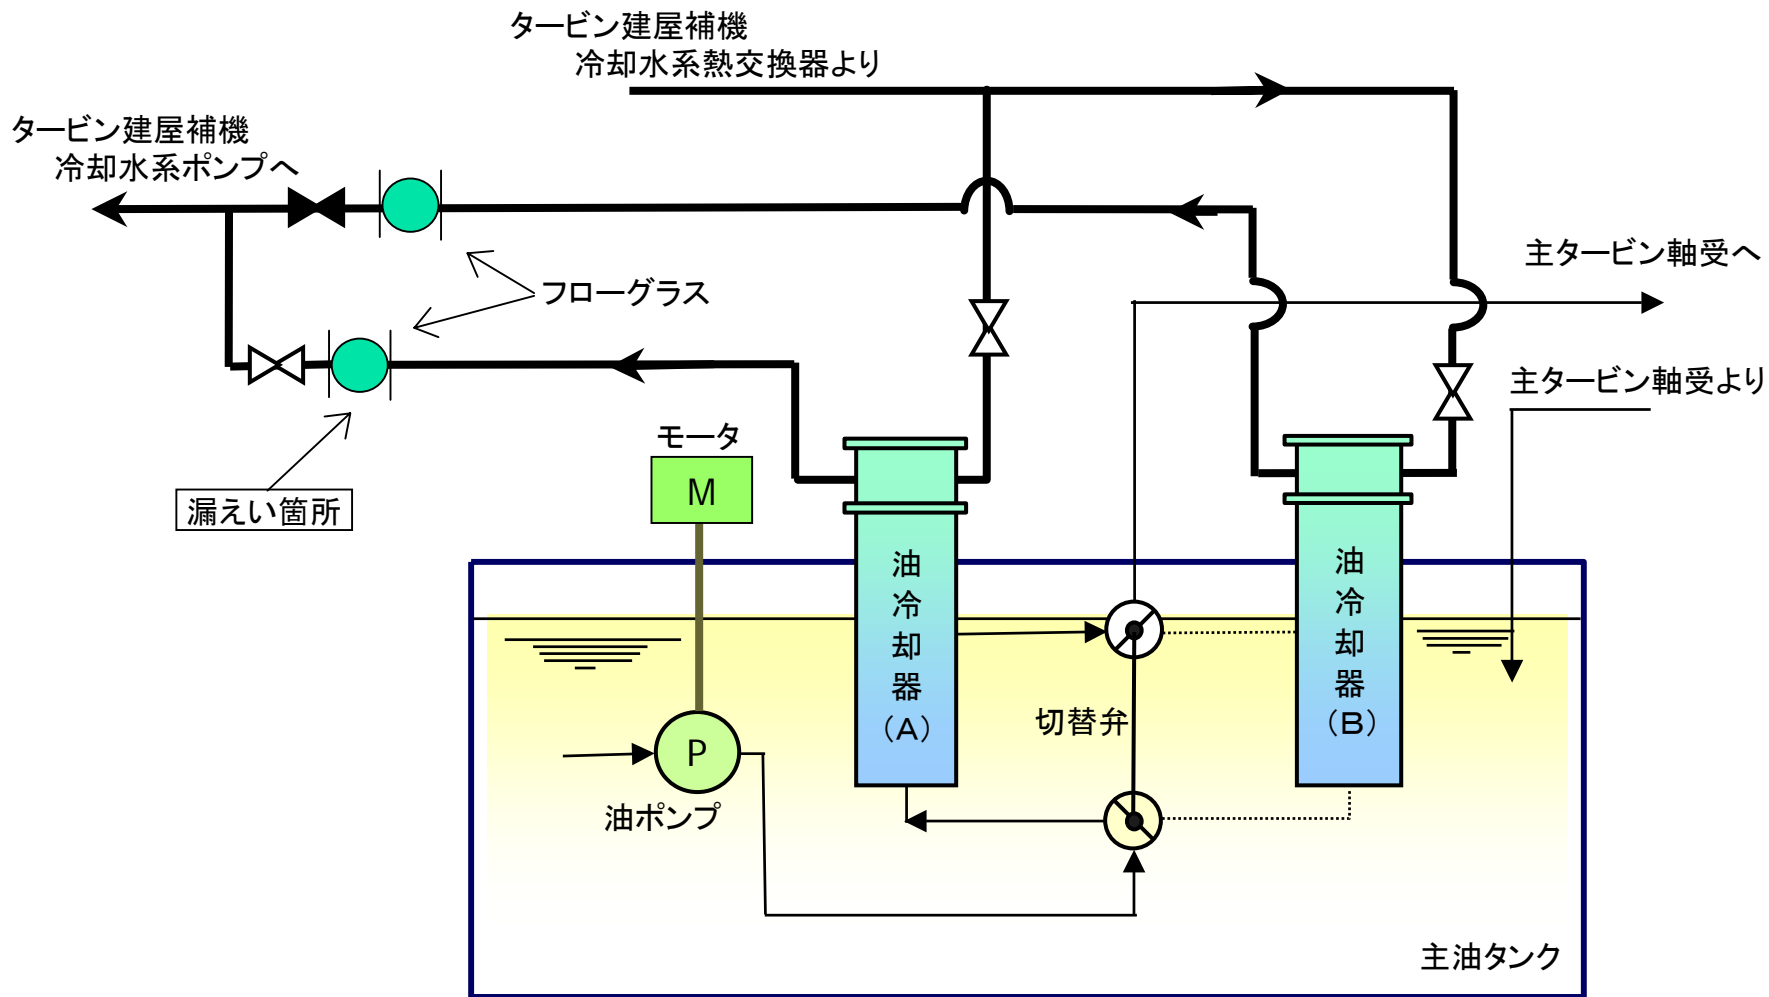 タービン建屋補機
冷却水系熱交換器より
タービン建屋補機
冷却水系ポンプへ
フローグラス
主タービン軸受へ
主タービン軸受より
モータ
M
漏えい箇所
油冷却器(A)
油冷却器(B)
切替弁
P
油ポンプ
主油タンク